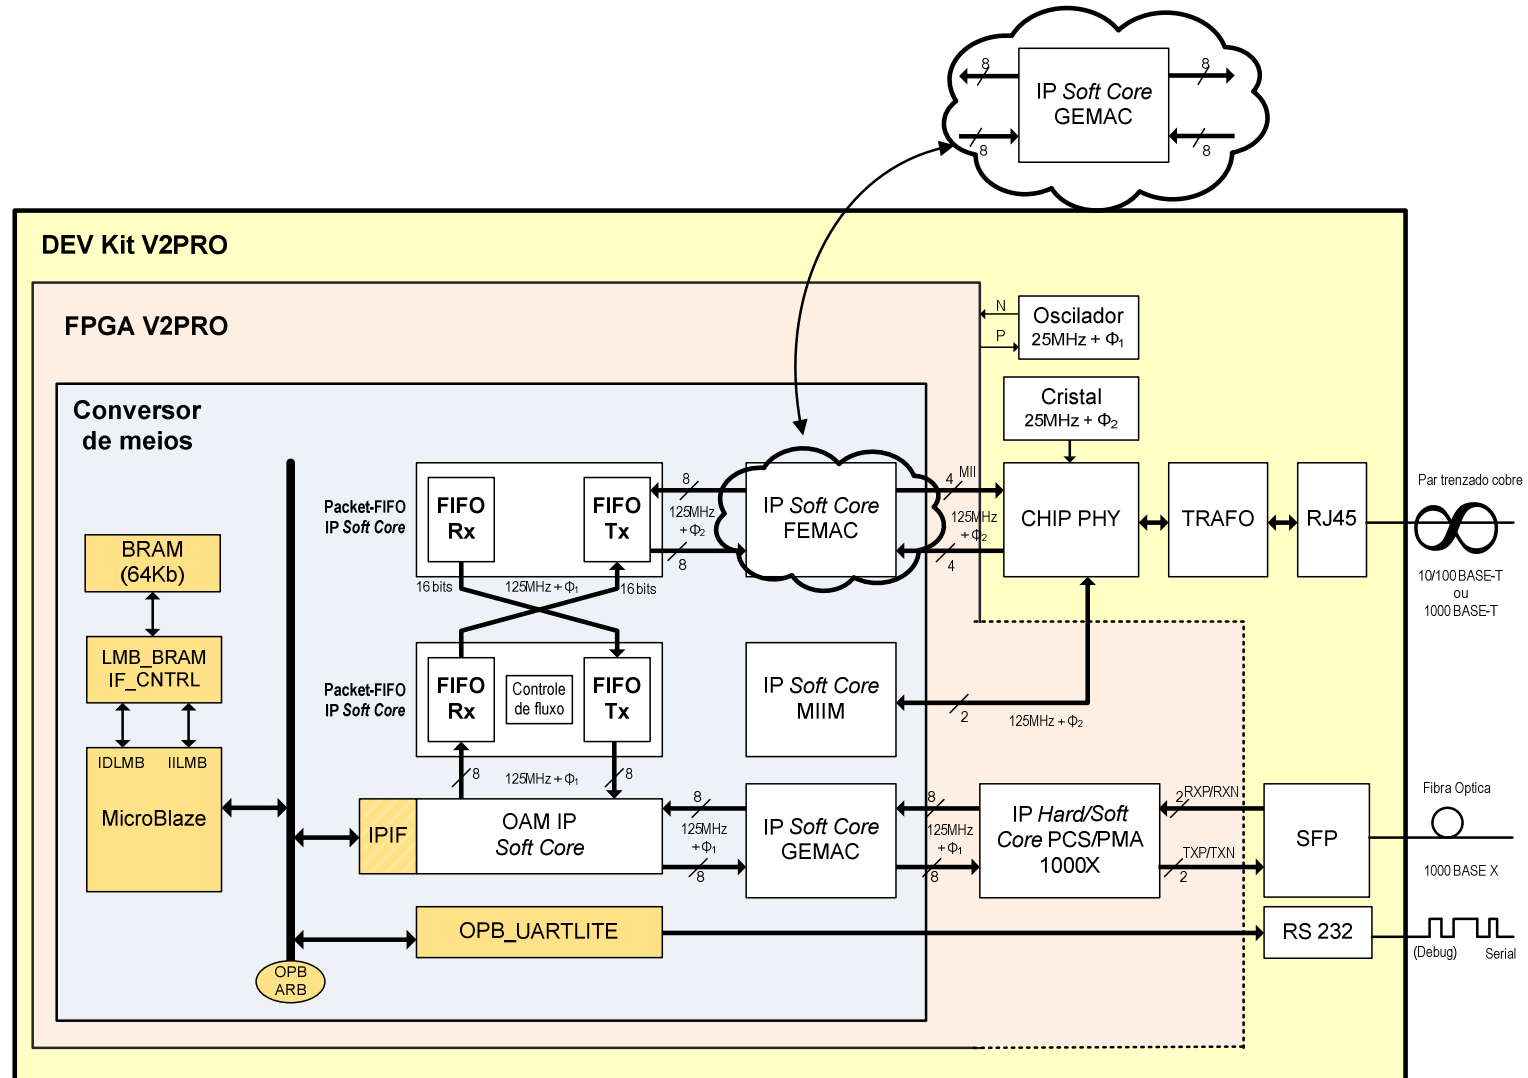 8
8
IP Soft Core
GEMAC
8
8
DEV Kit V2PRO
FPGA V2PRO
N
P
Oscilador
25MHz + Φ1
Cristal
25MHz + Φ2
Conversor
de meios
Packet-FIFO
IP Soft Core
FIFO
Rx
FIFO
Tx
8
125MHz
+ Φ2
8
IP Soft Core
FEMAC
4
MII
125MHz
+ Φ2
4
CHIP PHY
TRAFO
RJ45
Par trenzado cobre
10/100 BASE-T
ou
1000 BASE-T
BRAM
(64Kb)
16 bits
125MHz + Φ1
16 bits
LMB_BRAM
IF_CNTRL
Packet-FIFO
IP Soft Core
FIFO
Rx
Controle
de fluxo
FIFO
Tx
IP Soft Core
MIIM
2
125MHz + Φ2
IDLMB
IILMB
MicroBlaze
8
125MHz + Φ1
8
IPIF
OAM IP
Soft Core
8
125MHz
+ Φ1
8
IP Soft Core
GEMAC
8
125MHz
+ Φ1
8
IP Hard/Soft
Core PCS/PMA
1000X
2
RXP/RXN
TXP/TXN
2
SFP
Fibra Optica
1000 BASE X
OPB_UARTLITE
RS 232
(Debug)
Serial
OPB
ARB